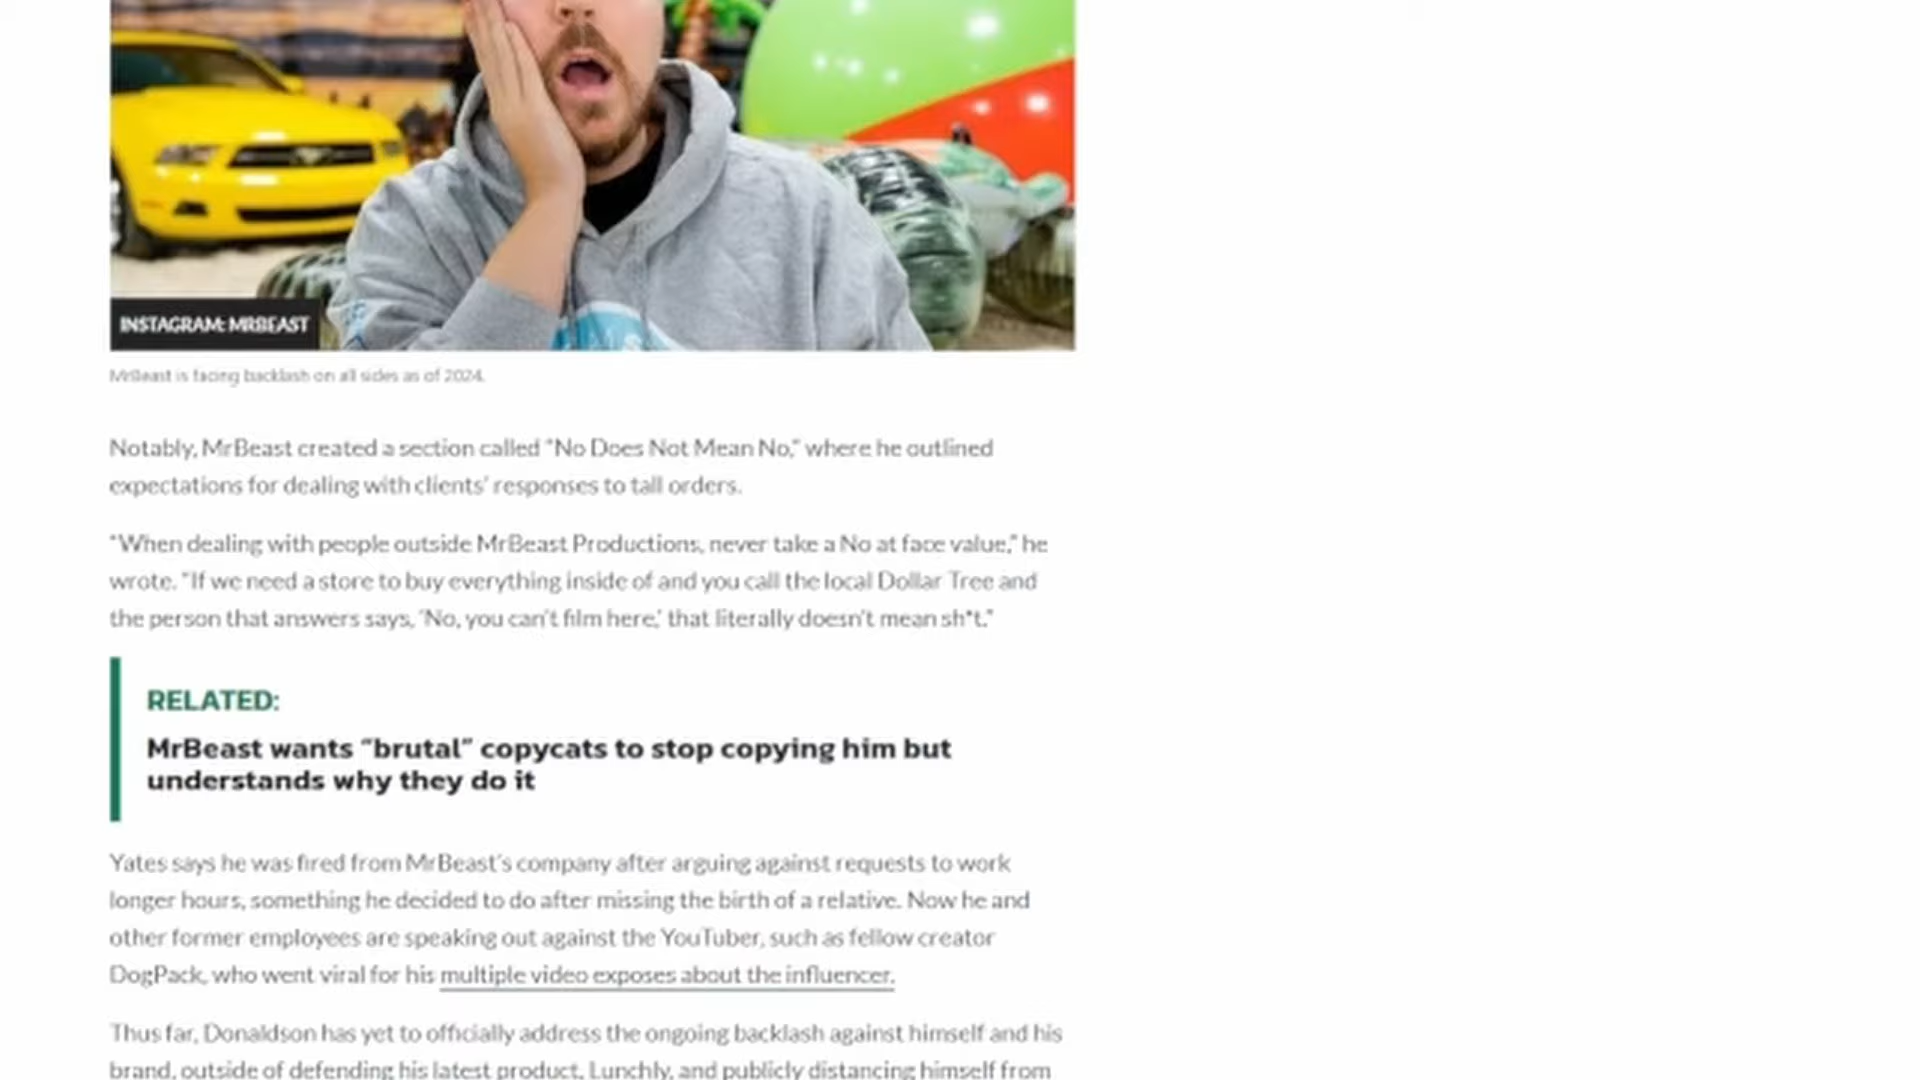 INSTAGRAM: MRBEAST
MrBeast is facing backlash on all sides as of 2024.
Notably, MrBeast created a section called "No Does Not Mean No," where he outlined
expectations for dealing with clients' responses to tall orders.
"When dealing with people outside MrBeast Productions, never take a No at face value," he
wrote. "If we need a store to buy everything inside of and you call the local Dollar Tree and
the person that answers says, 'No, you can't film here,' that literally doesn't mean sh*t."
RELATED:
MrBeast wants "brutal" copycats to stop copying him but
understands why they do it
Yates says he was fired from MrBeast's company after arguing against requests to work
longer hours, something he decided to do after missing the birth of a relative. Now he and
other former employees are speaking out against the YouTuber, such as fellow creator
DogPack, who went viral for his multiple video exposes about the influencer.
Thus far, Donaldson has yet to officially address the ongoing backlash against himself and his
brand, outside of defending his latest product, Lunchly, and publicly distancing himself from